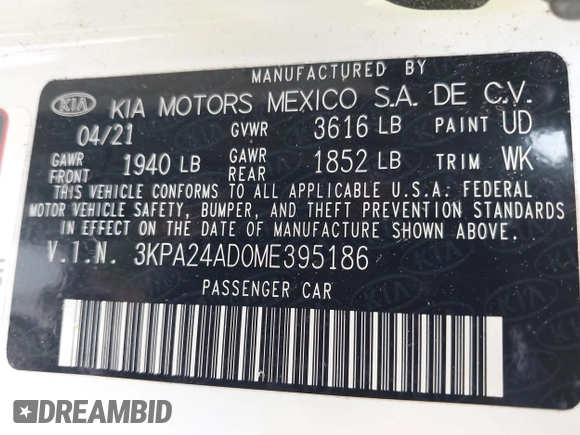 MANUFACTURED BY
KIA KIA MOTORS MEXICO S.A. DE C.V.
04/21 GVWR 3616 LB PAINT UD
GAWR FRONT 1940 LB GAWR REAR 1852 LB TRIM WK
THIS VEHICLE CONFORMS TO ALL APPLICABLE U.S.A: FEDERAL
MOTOR VEHICLE SAFETY, BUMPER, AND THEFT PREVENTION STANDARDS
IN EFFECT ON THE DATE OF MANUFACTURE SHOWN ABOVE.
V.I.N. 3KPA24AD0ME395186
PASSENGER CAR
DREAMBID